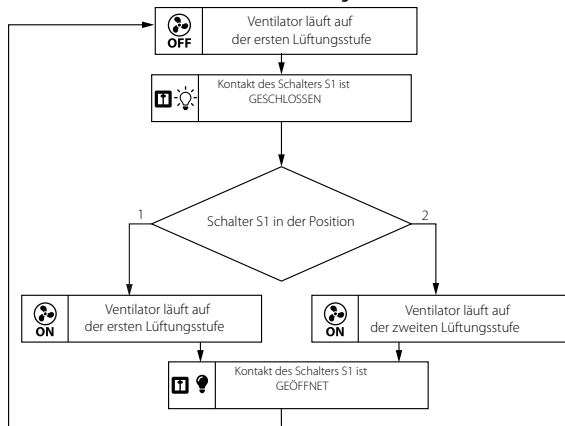 OFF
Ventilator läuft auf
der ersten Lüftungsstufe
Kontakt des Schalters S1 ist
GESCHLOSSEN
1
Schalter S1 in der Position
2
ON
Ventilator läuft auf
der ersten Lüftungsstufe
ON
Ventilator läuft auf
der zweiten Lüftungsstufe
Kontakt des Schalters S1 ist
GEÖFFNET